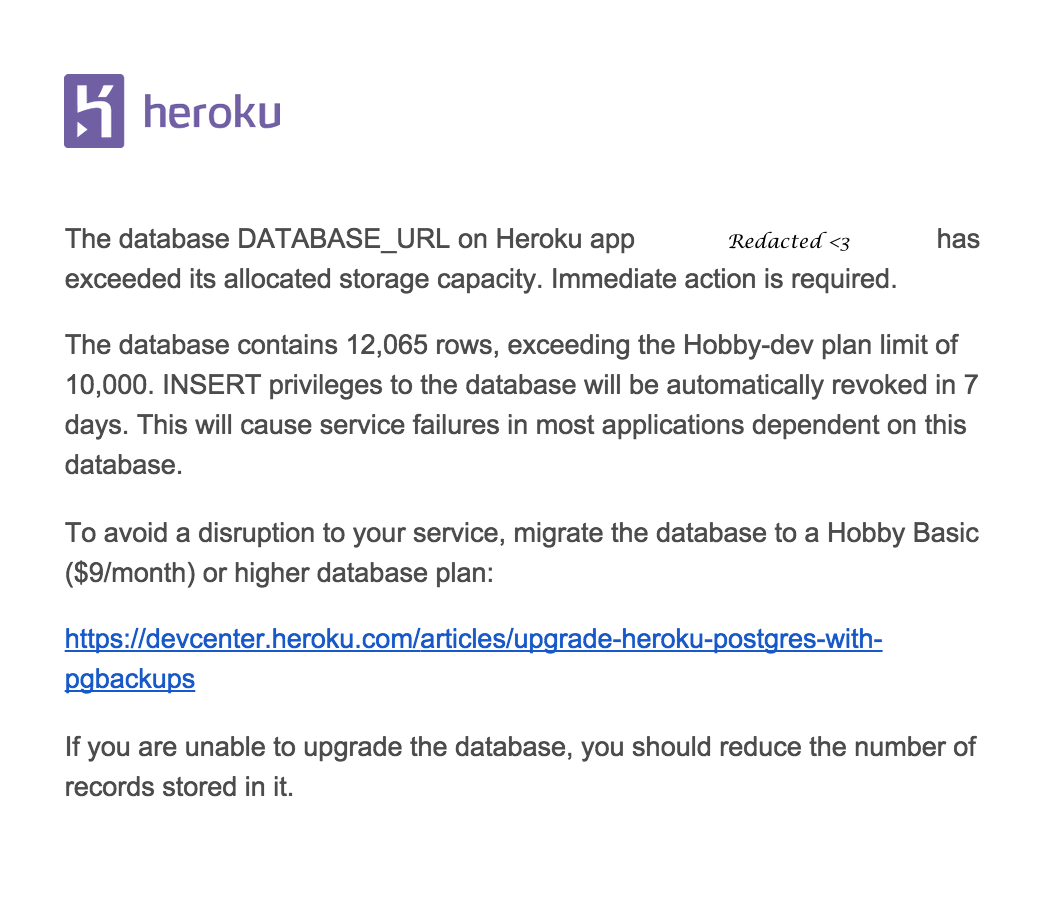 heroku
The database DATABASE_URL on Heroku app Redacted <3 has
exceeded its allocated storage capacity. Immediate action is required.
The database contains 12,065 rows, exceeding the Hobby-dev plan limit of
10,000. INSERT privileges to the database will be automatically revoked in 7
days. This will cause service failures in most applications dependent on this
database.
To avoid a disruption to your service, migrate the database to a Hobby Basic
($9/month) or higher database plan:
https://devcenter.heroku.com/articles/upgrade-heroku-postgres-with-
pgbackups
If you are unable to upgrade the database, you should reduce the number of
records stored in it.